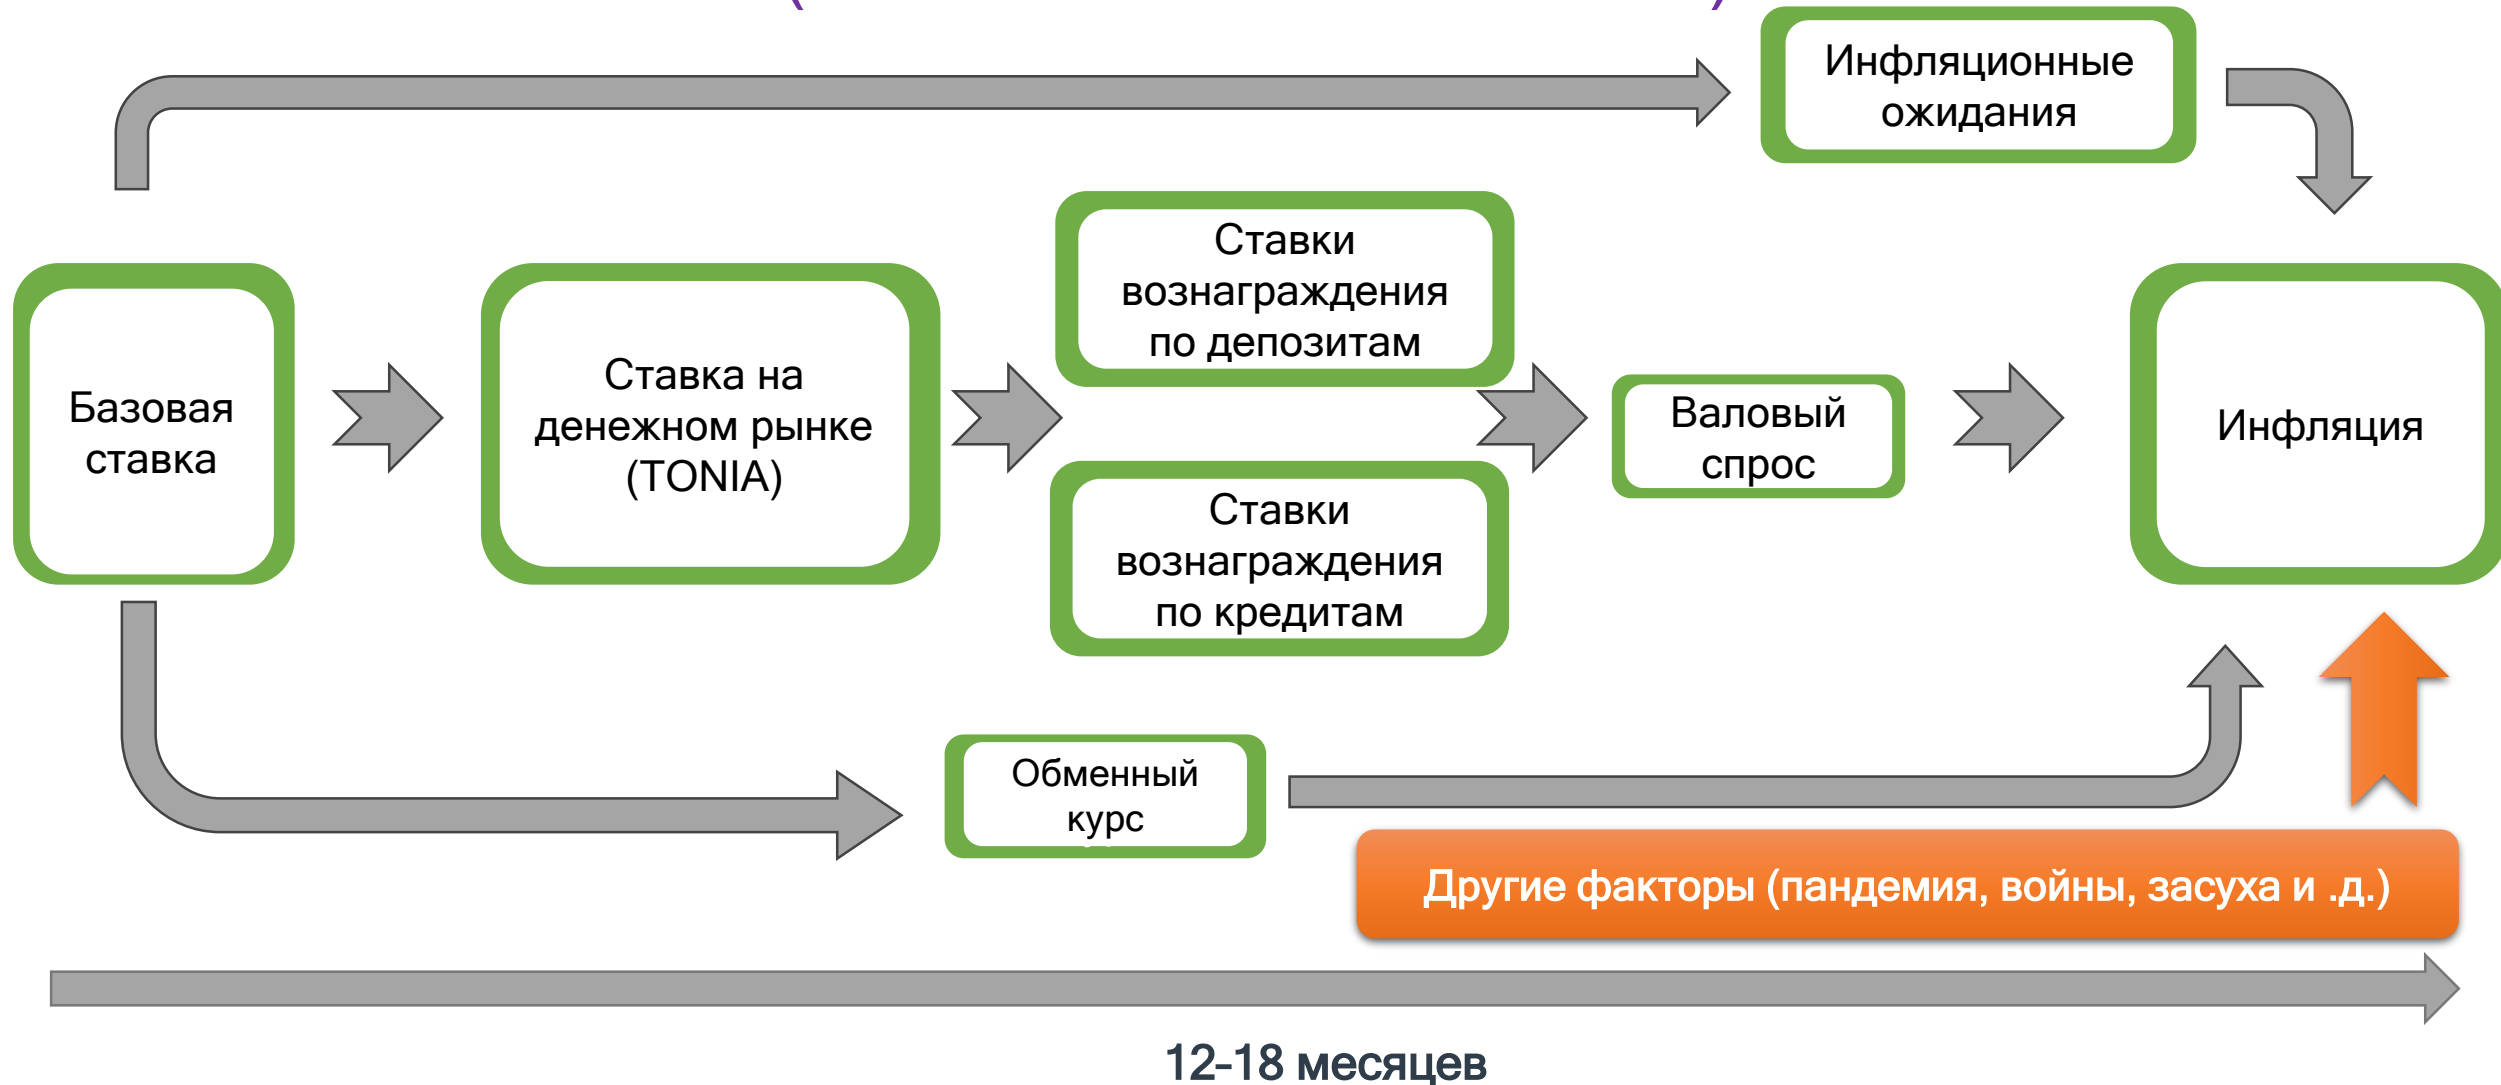 Инфляционные
ожидания
Ставки
вознаграждения
по депозитам
Базовая
ставка
Ставка на
денежном рынке
(TONIA)
Валовый
спрос
Инфляция
Ставки
вознаграждения
по кредитам
Обменный
курс
Другие факторы (пандемия, войны, засуха и .д.)
12-18 месяцев